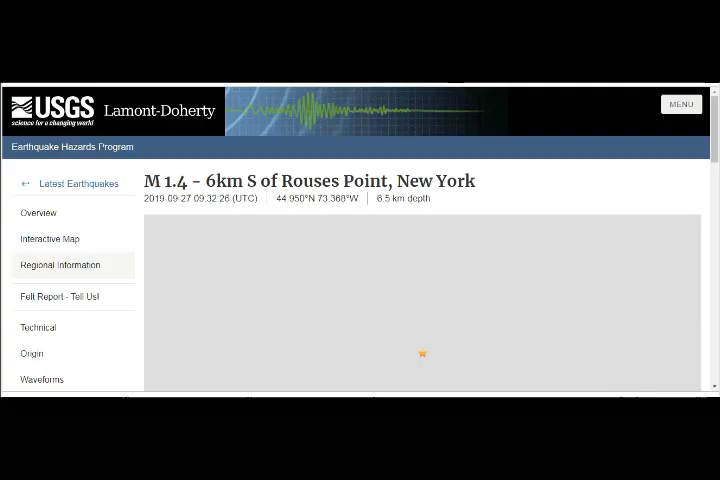 USGS
science for a changing world
Lamont-Doherty
MENU
Earthquake Hazards Program
Latest Earthquakes
Overview
Interactive Map
Regional Information
Felt Report - Tell Us!
Technical
Origin
Waveforms
M 1.4 - 6km S of Rouses Point, New York
2019-09-27 09:32:26 (UTC) 44.950°N 73.368°W 6.5 km depth